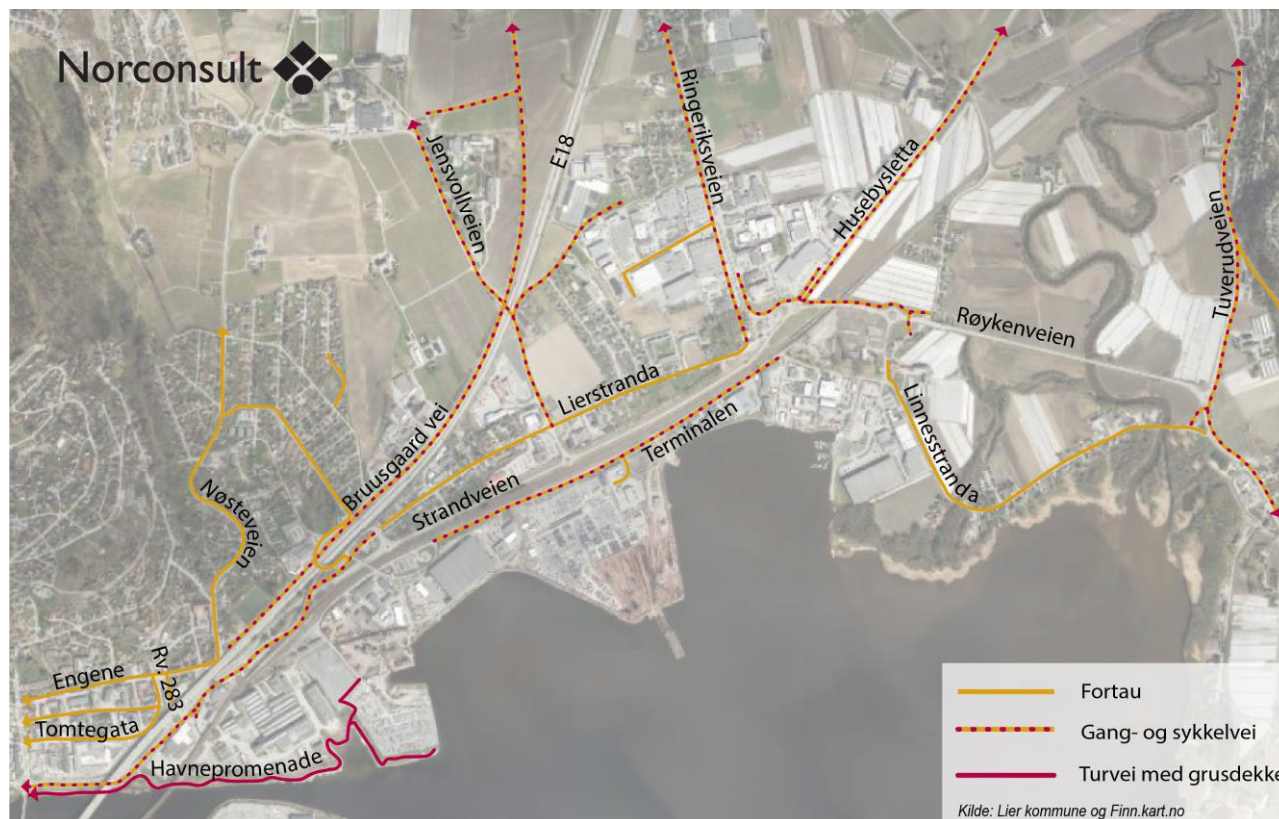 Norconsult
Jensvollveien
E18
Ringeriksveien
Husebysletta
Tuverudveien
Røykenveien
Lierstranda
Linnesstranda
Bruusgaard vei
Strandveien
Terminalen
Nøsteveien
Engene
Rv. 283
Tomtegata
Havnepromenade
Fortau
Gang- og sykkelvei
Turvei med grusdekke
Kilde: Lier kommune og Finn.kart.no